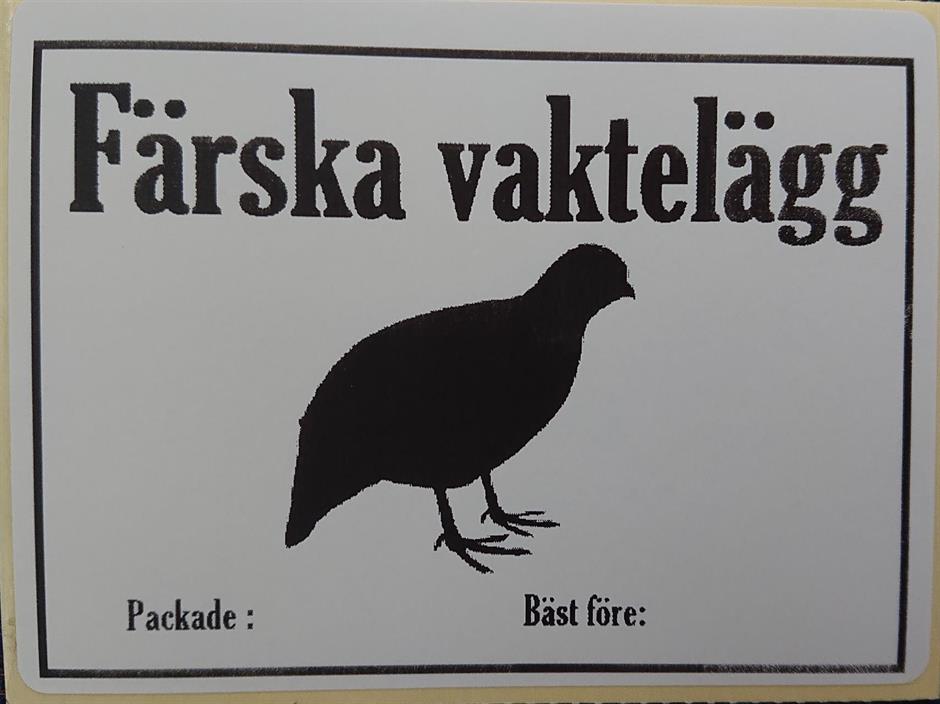 Färska vaktelägg
Packade : Bäst före: